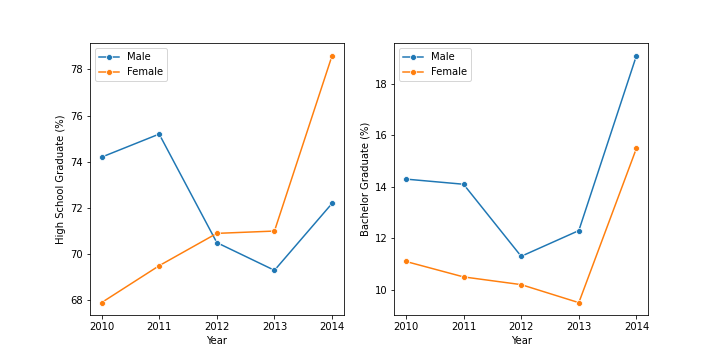 Male
Female
High School Graduate (%)
78
76
74
72
70
68
2010 2011 2012 2013 2014
Year
Male
Female
Bachelor Graduate (%)
18
16
14
12
10
2010 2011 2012 2013 2014
Year